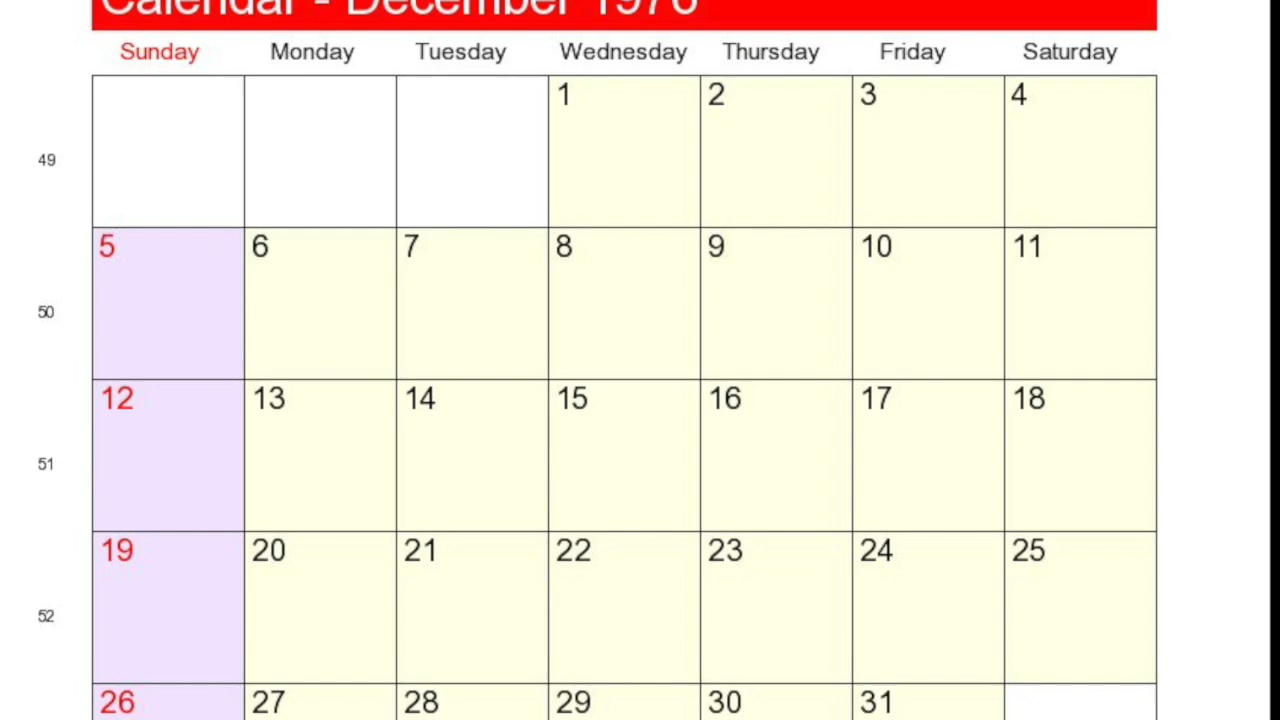 Calendar - December 1976
Sunday Monday Tuesday Wednesday Thursday Friday Saturday
1 2 3 4
49
5 6 7 8 9 10 11
50
12 13 14 15 16 17 18
51
19 20 21 22 23 24 25
52
26 27 28 29 30 31